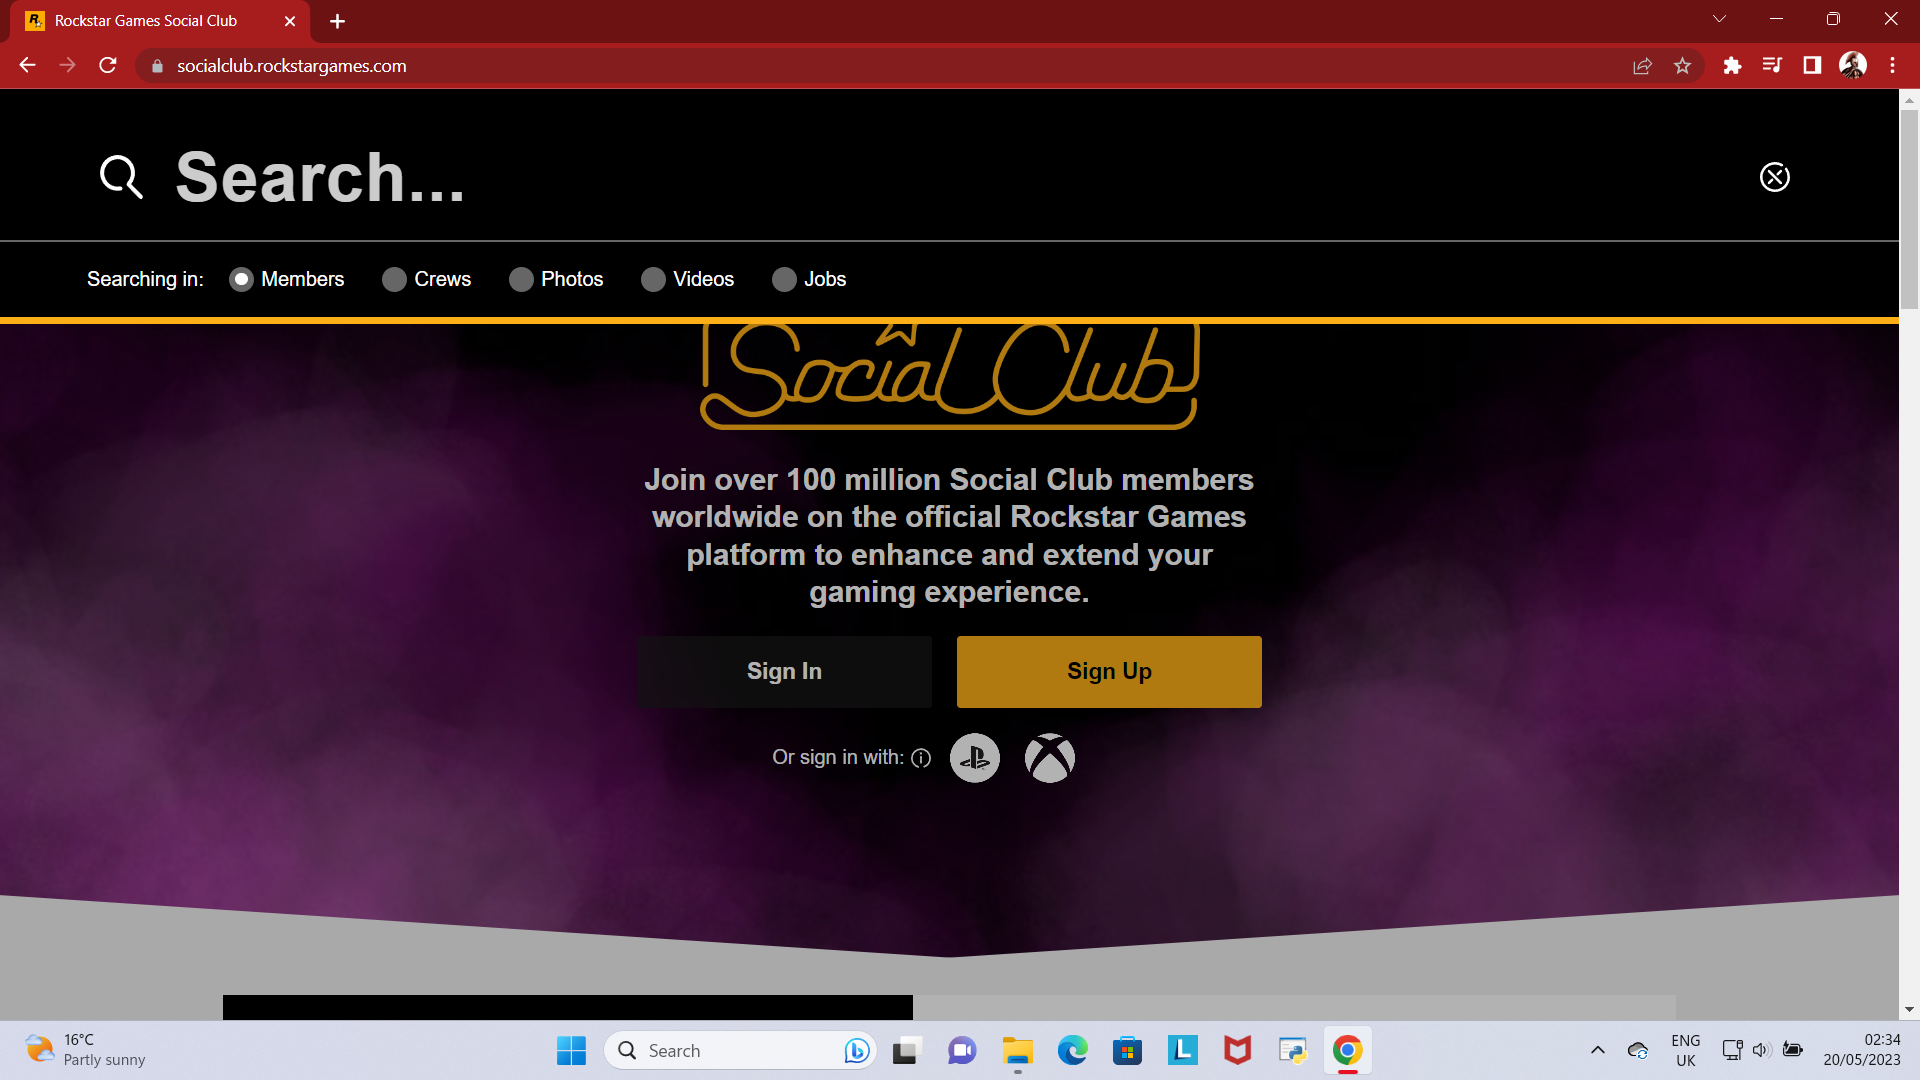 Rockstar Games Social Club
socialclub.rockstargames.com
Search...
Searching in: Members Crews Photos Videos Jobs
Social Club
Join over 100 million Social Club members
worldwide on the official Rockstar Games
platform to enhance and extend your
gaming experience.
Sign In Sign Up
Or sign in with:
16°C
Partly sunny
Search
ENG
UK
02:34
20/05/2023